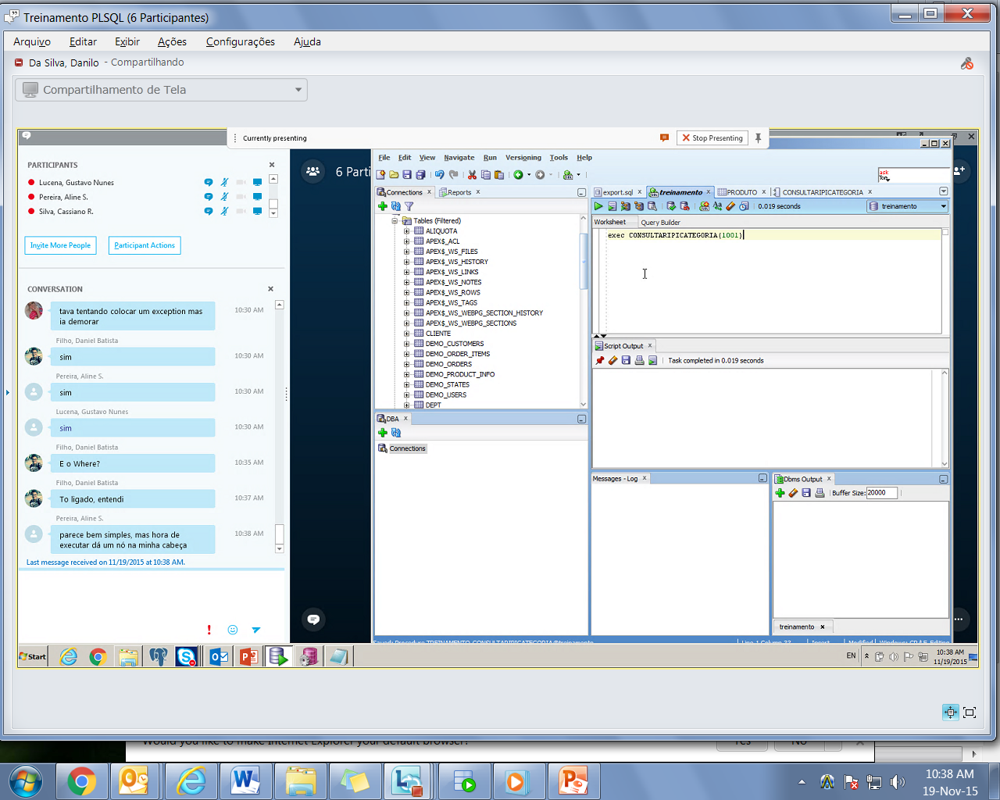 Treinamento PLSQL (6 Participantes)
Arquivo Editar Exibir Ações Configurações Ajuda
Da Silva, Danilo - Compartilhando
Compartilhamento de Tela
Currently presenting
Stop Presenting
PARTICIPANTS
Lucena, Gustavo Nunes
Pereira, Aline S.
Silva, Cassiano R.
Invite More People
Participant Actions
CONVERSATION
tava tentando colocar um exception mas
ia demorar
10:30 AM
Filho, Daniel Batista
sim
10:30 AM
Pereira, Aline S.
sim
10:30 AM
Lucena, Gustavo Nunes
sim
10:30 AM
Filho, Daniel Batista
E o Where?
10:35 AM
Filho, Daniel Batista
To ligado, entendi
10:37 AM
Pereira, Aline S.
parece bem simples, mas hora de
executar dá um nó na minha cabeça
10:38 AM
Last message received on 11/19/2015 at 10:38 AM.
6 Parti
File Edit View Navigate Run Versioning Tools Help
ask
Tom
Connections
Reports
Tables (Filtered)
ALIQUOTA
APEX$_ACL
APEX$_WS_FILES
APEX$_WS_HISTORY
APEX$_WS_LINKS
APEX$_WS_NOTES
APEX$_WS_ROWS
APEX$_WS_TAGS
APEX$_WS_WEBPG_SECTION_HISTORY
APEX$_WS_WEBPG_SECTIONS
CLIENTE
DEMO_CUSTOMERS
DEMO_ORDER_ITEMS
DEMO_ORDERS
DEMO_PRODUCT_INFO
DEMO_STATES
DEMO_USERS
DEPT
DBA
Connections
export.sql
treinamento
PRODUTO
CONSULTARIPICATEGORIA
0.019 seconds
treinamento
Worksheet Query Builder
exec CONSULTARIPICATEGORIA(1001)
Script Output
Task completed in 0.019 seconds
Messages - Log
Dbms Output
Buffer Size: 20000
treinamento
Start
EN
10:38 AM
11/19/2015
Would you like to make Internet Explorer your default browser?
Yes
No
10:38 AM
19-Nov-15